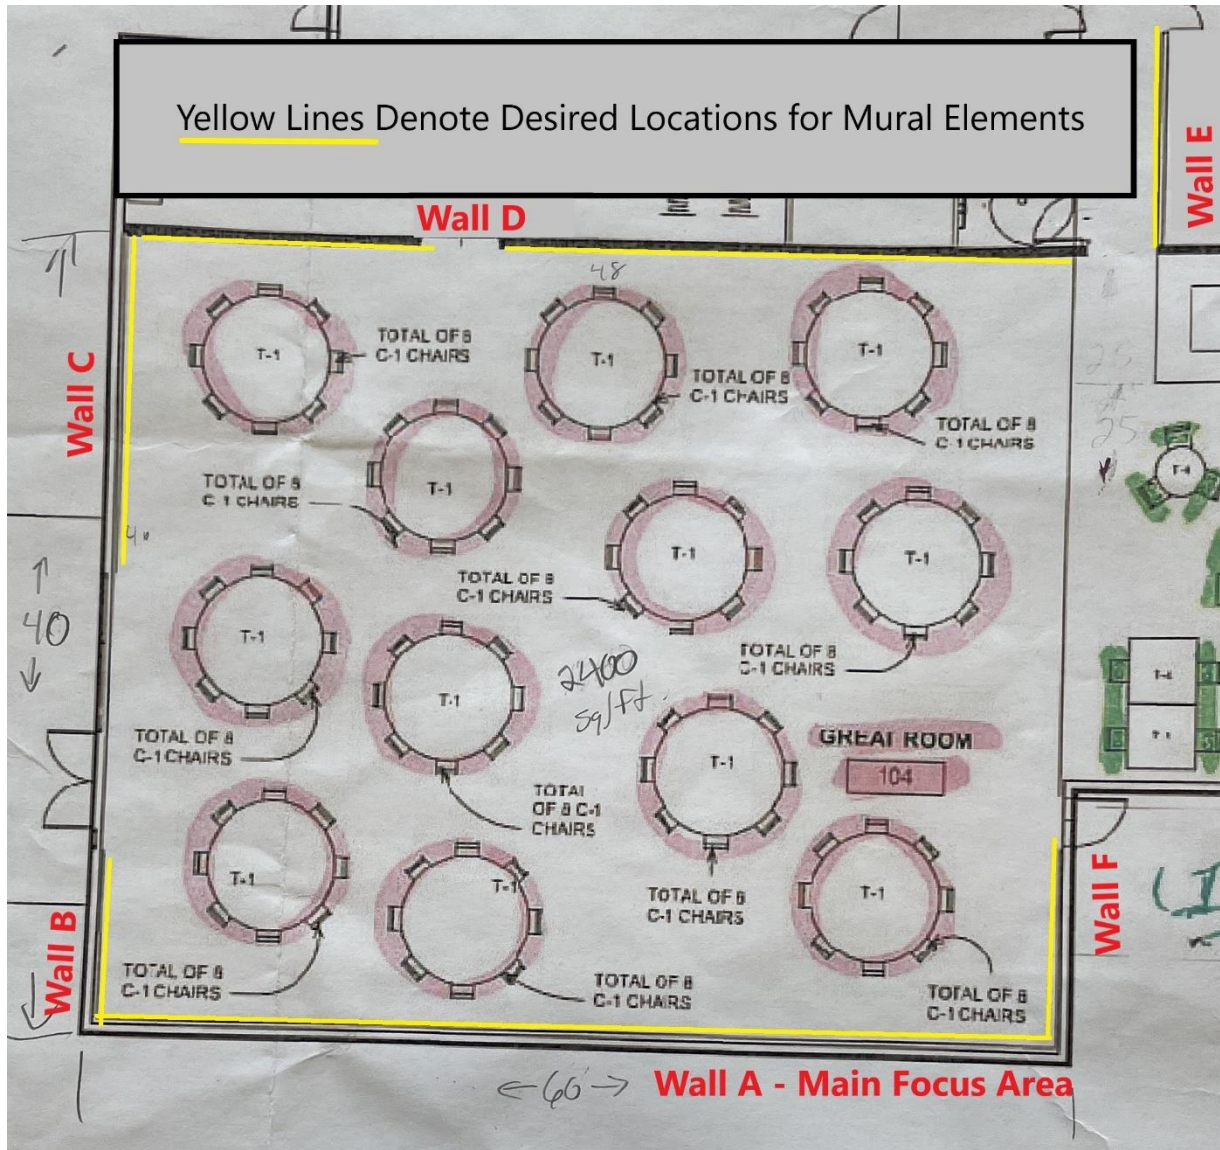 Yellow Lines Denote Desired Locations for Mural Elements
Wall E
Wall D
48
T-1
TOTAL OF 8
C-1 CHAIRS
T-1
TOTAL OF 8
C-1 CHAIRS
T-1
TOTAL OF 8
C-1 CHAIRS
Wall C
T-1
TOTAL OF 8
C-1 CHAIRS
25
T-1
TOTAL OF 8
C-1 CHAIRS
T-1
TOTAL OF 8
C-1 CHAIRS
40
T-1
TOTAL OF 8
C-1 CHAIRS
T-1
TOTAL
OF 8 C-1
CHAIRS
2400
sq/ft.
T-1
TOTAL OF 8
C-1 CHAIRS
GREAT ROOM
104
Wall B
T-1
TOTAL OF 8
C-1 CHAIRS
T-1
TOTAL OF 8
C-1 CHAIRS
T-1
TOTAL OF 8
C-1 CHAIRS
Wall F
60'
Wall A - Main Focus Area